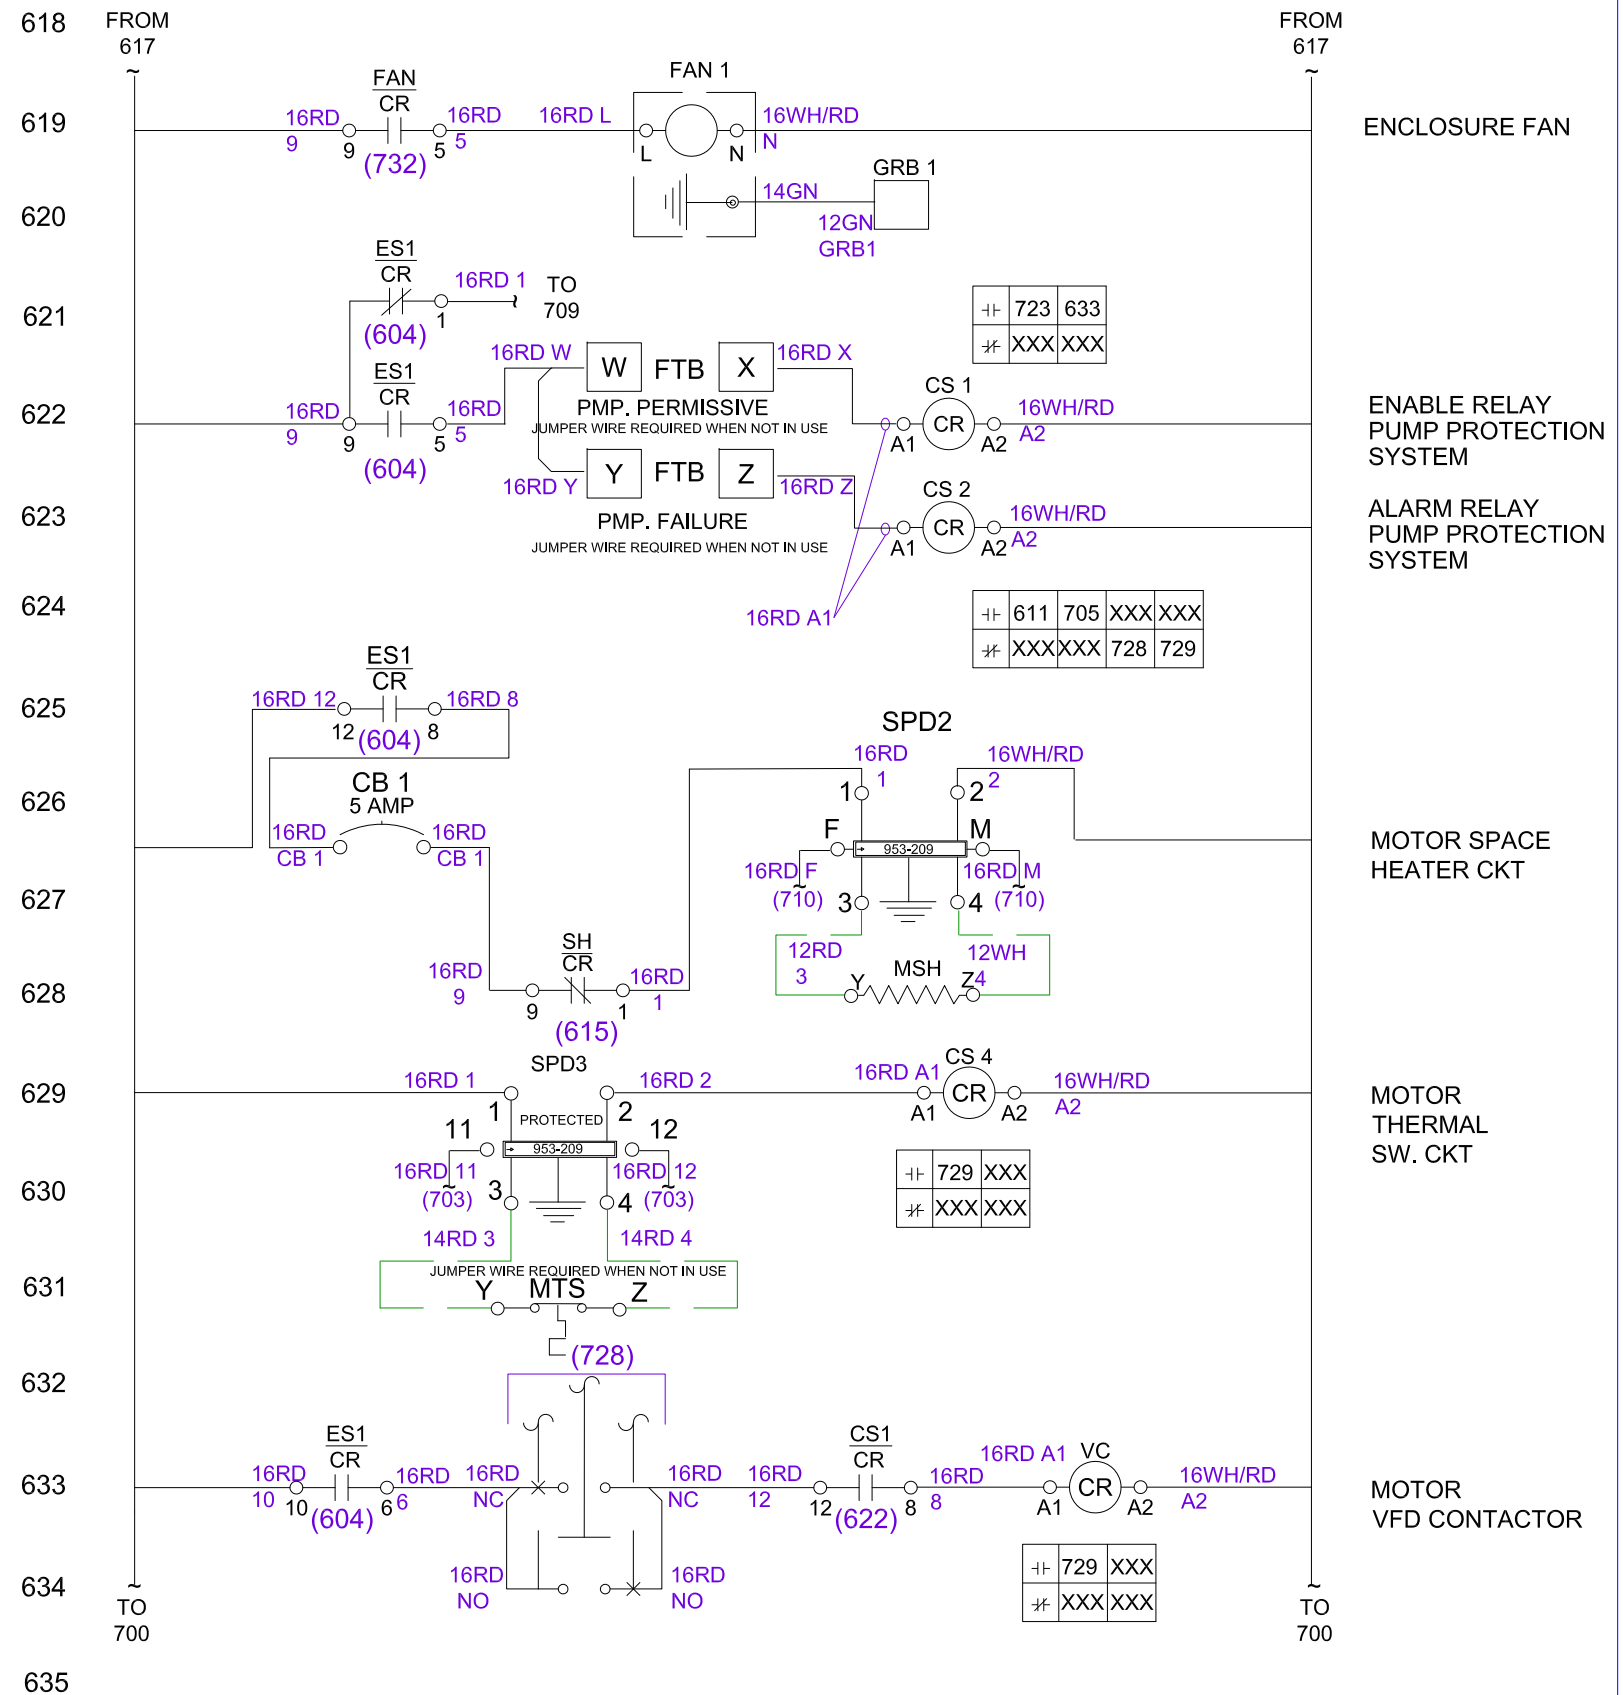 618
FROM
617
FROM
617
FAN
CR
FAN 1
619
16RD
9
9
(732)
5
16RD
5
16RD L
L
N
16WH/RD
N
ENCLOSURE FAN
620
14GN
GRB 1
12GN
GRB1
ES1
CR
16RD 1
TO
709
621
(604)
1
723 633
XXX XXX
ES1
CR
16RD W
W
FTB
X
16RD X
CS 1
622
16RD
9
9
5
16RD
5
(604)
PMP. PERMISSIVE
JUMPER WIRE REQUIRED WHEN NOT IN USE
A1
CR
A2
16WH/RD
A2
ENABLE RELAY
PUMP PROTECTION
SYSTEM
16RD Y
Y
FTB
Z
16RD Z
CS 2
623
PMP. FAILURE
JUMPER WIRE REQUIRED WHEN NOT IN USE
A1
CR
A2
16WH/RD
A2
ALARM RELAY
PUMP PROTECTION
SYSTEM
624
16RD A1
611 705 XXX XXX
XXX XXX 728 729
ES1
CR
625
16RD 12
12
(604)
8
16RD 8
SPD2
16RD
1
1
16WH/RD
2
2
626
CB 1
5 AMP
16RD
CB 1
16RD
CB 1
F
953-209
M
MOTOR SPACE
HEATER CKT
627
16RD F
(710)
3
4
16RD M
(710)
12RD
3
12WH
4
628
16RD
9
SH
CR
9
(615)
1
16RD
1
Y
MSH
Z
SPD3
629
16RD 1
1
PROTECTED
2
16RD 2
16RD A1
CS 4
A1
CR
A2
16WH/RD
A2
MOTOR
THERMAL
SW. CKT
11
953-209
12
630
16RD 11
(703)
3
4
16RD 12
(703)
729 XXX
XXX XXX
14RD 3
14RD 4
631
JUMPER WIRE REQUIRED WHEN NOT IN USE
Y
MTS
Z
(728)
632
ES1
CR
CS1
CR
16RD A1
VC
633
16RD
10
10
(604)
6
16RD
6
16RD
NC
16RD
NC
16RD
12
12
(622)
8
16RD
8
A1
CR
A2
16WH/RD
A2
MOTOR
VFD CONTACTOR
634
16RD
NO
16RD
NO
729 XXX
XXX XXX
TO
700
TO
700
635